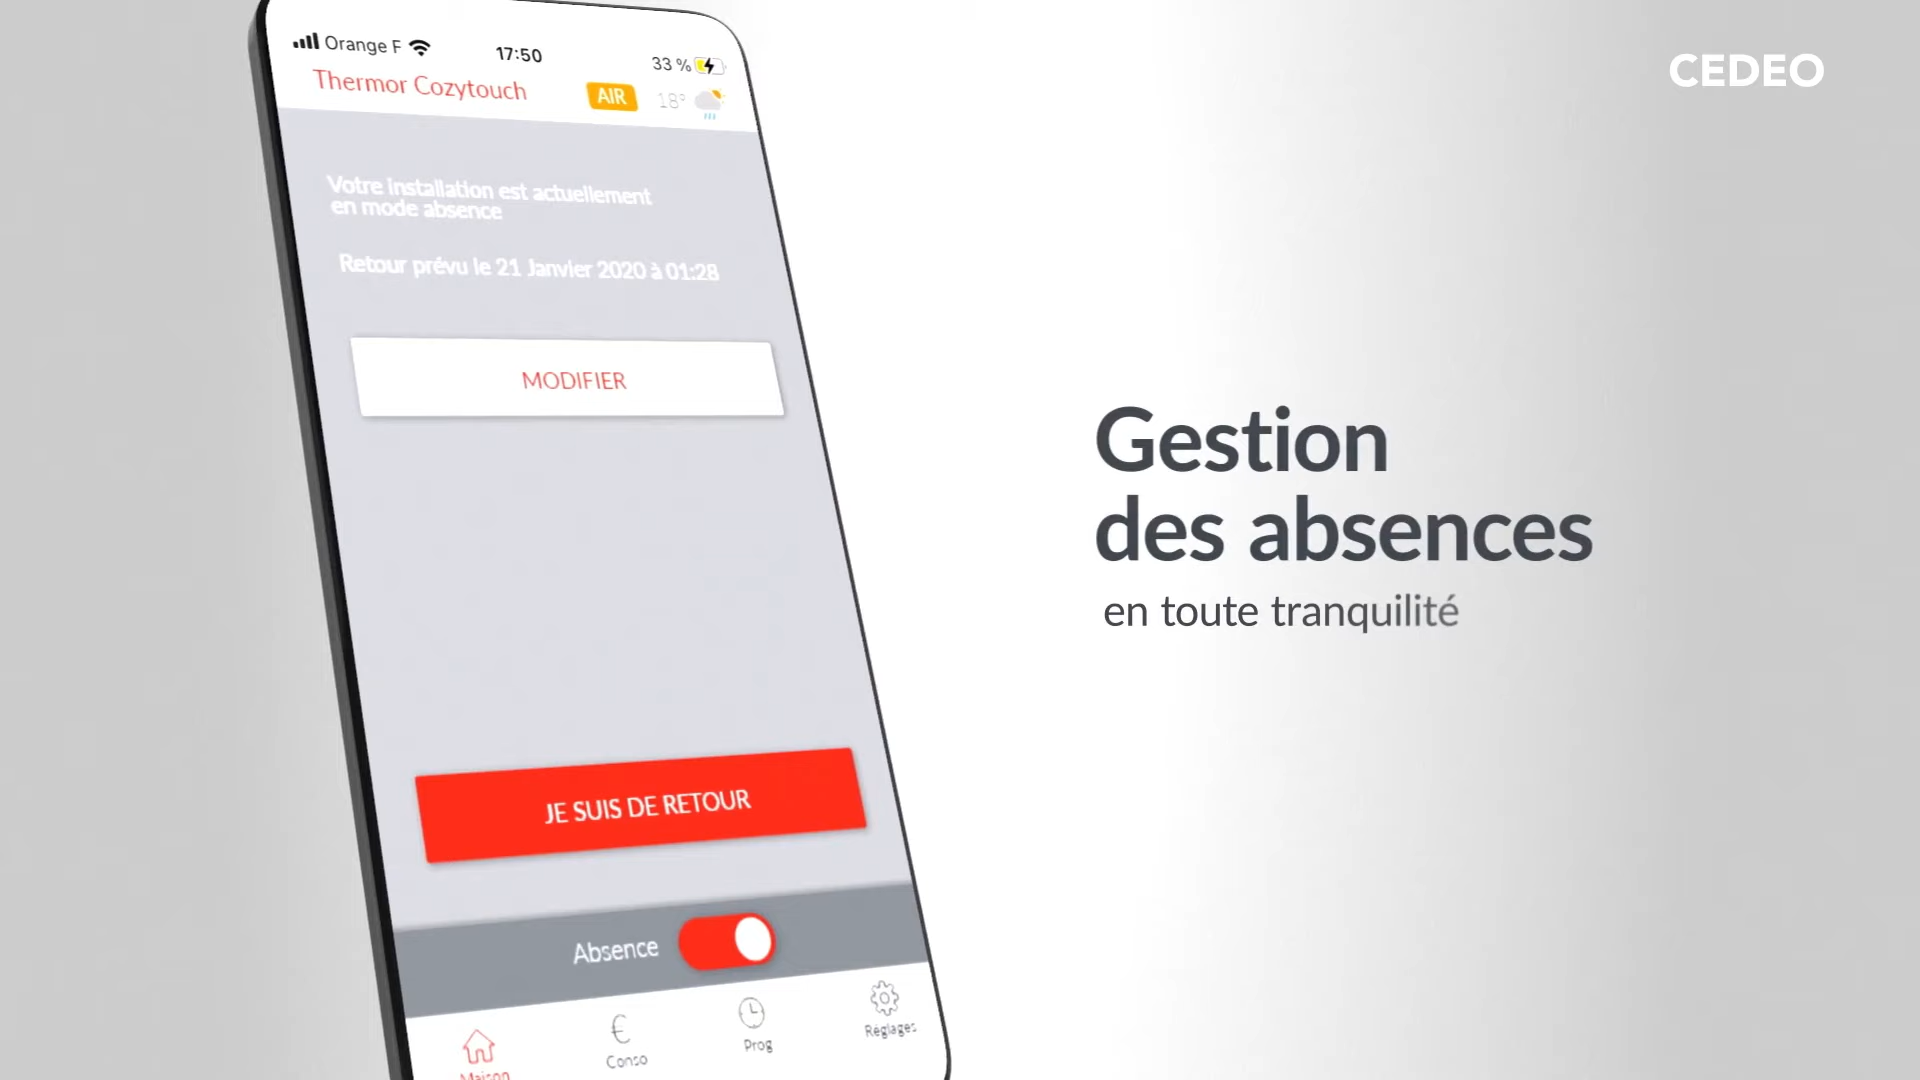 Orange F
17:50
33 %
Thermor Cozytouch
AIR
18°
CEDEO
Votre installation est actuellement
en mode absence
Retour prévu le 21 Janvier 2020 à 01:28
MODIFIER
JE SUIS DE RETOUR
Absence
Maison
€
Conso
Prog
Réglages
Gestion
des absences
en toute tranquilité